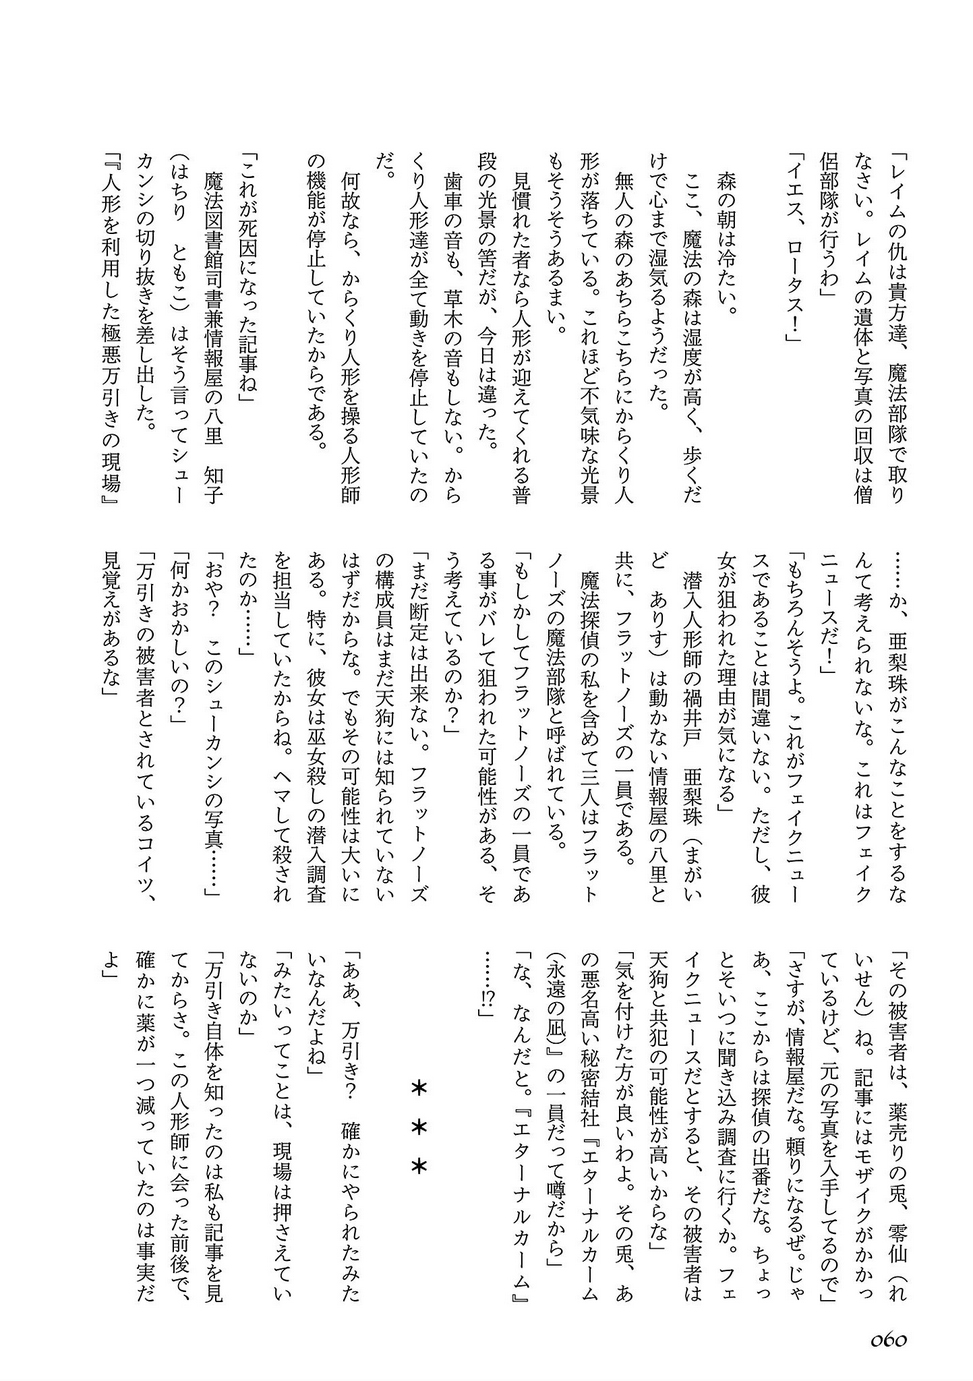 「レイムの仇は貴方達、魔法部隊で取り
なさい。レイムの遺体と写真の回収は僧
侶部隊が行うわ」
「イエス、ロータス！」
森の朝は冷たい。
ここ、魔法の森は湿度が高く、歩くだ
けで心まで湿気るようだった。
無人の森のあちらこちらにからくり人
形が落ちている。これほど不気味な光景
もそうそうあるまい。
見慣れた者なら人形が迎えてくれる普
段の光景の筈だが、今日は違った。
歯車の音も、草木の音もしない。から
くり人形達が全て動きを停止していたの
だ。
何故なら、からくり人形を操る人形師
の機能が停止していたからである。
「これが死因になった記事ね」
魔法図書館司書兼情報屋の八里　知子
（はちり　ともこ）はそう言ってシュー
カンシの切り抜きを差し出した。
「『人形を利用した極悪万引きの現場』
……か、亜梨珠がこんなことをするな
んて考えられないな。これはフェイク
ニュースだ！」
「もちろんそうよ。これがフェイクニュー
スであることは間違いない。ただし、彼
女が狙われた理由が気になる」
潜入人形師の禍井戸　亜梨珠（まがい
ど　ありす）は動かない情報屋の八里と
共に、フラットノーズの一員である。
魔法探偵の私を含めて三人はフラット
ノーズの魔法部隊と呼ばれている。
「もしかしてフラットノーズの一員であ
る事がバレて狙われた可能性がある、そ
う考えているのか？」
「まだ断定は出来ない。フラットノーズ
の構成員はまだ天狗には知られていない
はずだからな。でもその可能性は大いに
ある。特に、彼女は巫女殺しの潜入調査
を担当していたからね。ヘマして殺され
たのか……」
「おや？　このシューカンシの写真……」
「何かおかしいの？」
「万引きの被害者とされているコイツ、
見覚えがあるな」
「その被害者は、薬売りの兎、零仙（れ
いせん）ね。記事にはモザイクがかかっ
ているけど、元の写真を入手してるので」
「さすが、情報屋だな。頼りになるぜ。じゃ
あ、ここからは探偵の出番だな。ちょっ
とそいつに聞き込み調査に行くか。フェ
イクニュースだとすると、その被害者は
天狗と共犯の可能性が高いからな」
「気を付けた方が良いわよ。その兎、あ
の悪名高い秘密結社『エターナルカーム
（永遠の凪）』の一員だって噂だから」
「な、なんだと。『エターナルカーム』
……!?」
＊＊＊
「ああ、万引き？　確かにやられたみた
いなんだよね」
「みたいってことは、現場は押さえてい
ないのか」
「万引き自体を知ったのは私も記事を見
てからさ。この人形師に会った前後で、
確かに薬が一つ減っていたのは事実だ
よ」
060